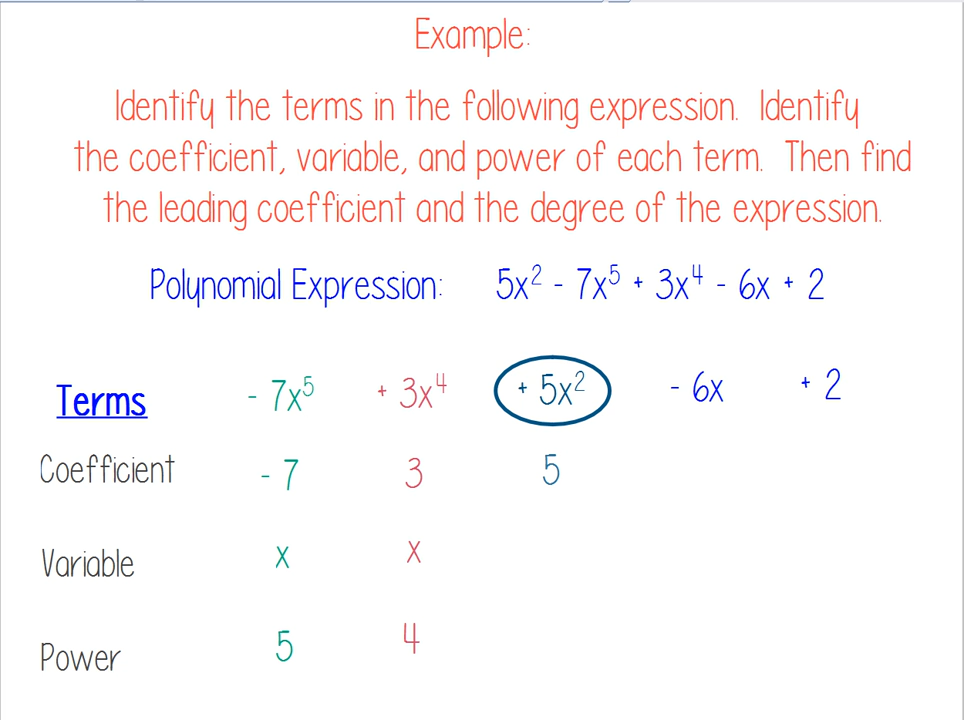 Example:
Identify the terms in the following expression. Identify
the coefficient, variable, and power of each term. Then find
the leading coefficient and the degree of the expression.
Polynomial Expression: 5x² - 7x⁵ + 3x⁴ - 6x + 2
Terms - 7x⁵ + 3x⁴ + 5x² - 6x + 2
Coefficient - 7 3 5
Variable x x
Power 5 4